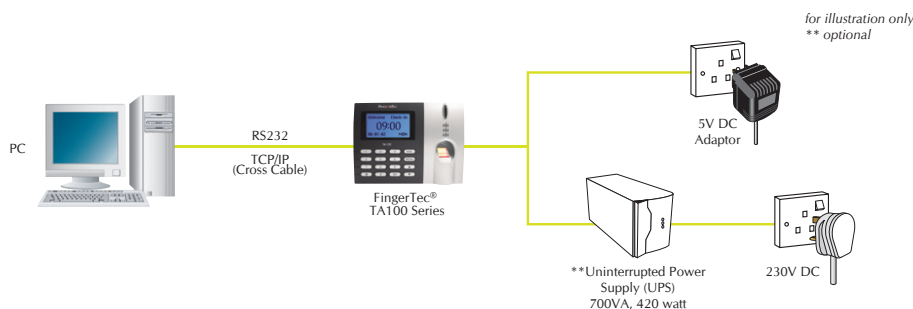 for illustration only
** optional
PC
RS232
TCP/IP
(Cross Cable)
09:00
FingerTec®
TA100 Series
5V DC
Adaptor
**Uninterrupted Power
Supply (UPS)
700VA, 420 watt
230V DC